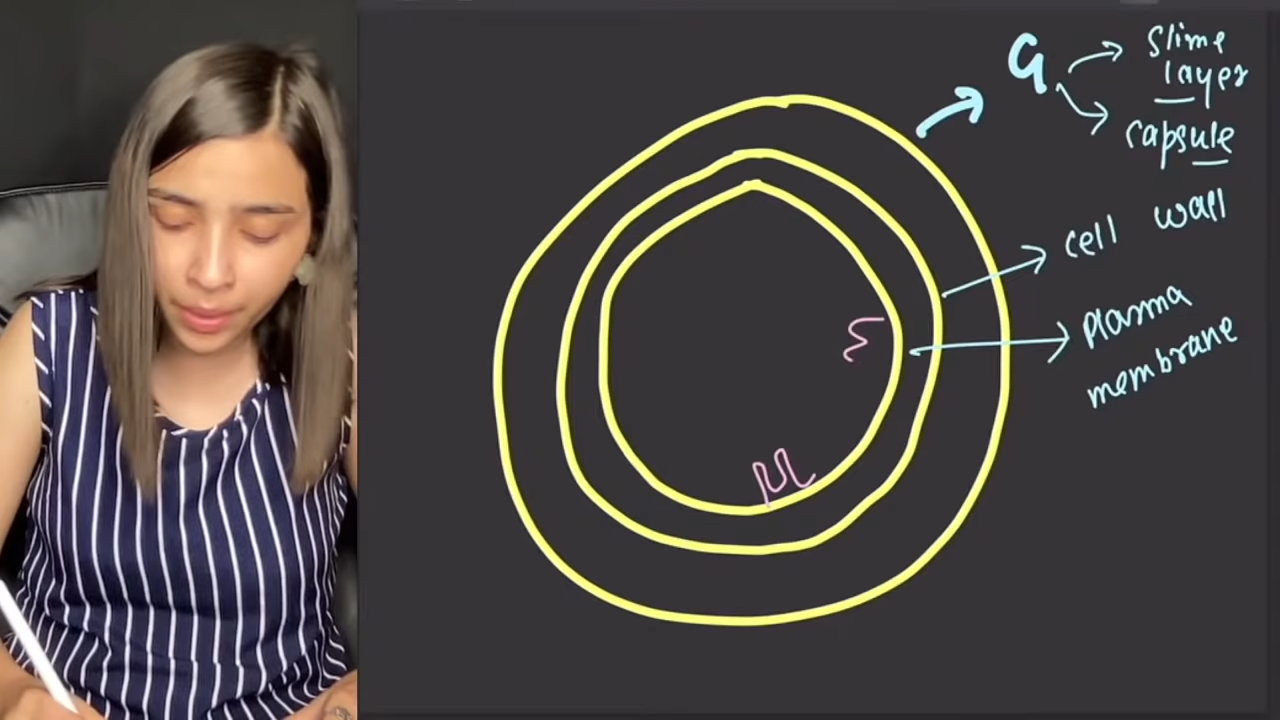 G
slime
layer
capsule
cell wall
plasma
membrane